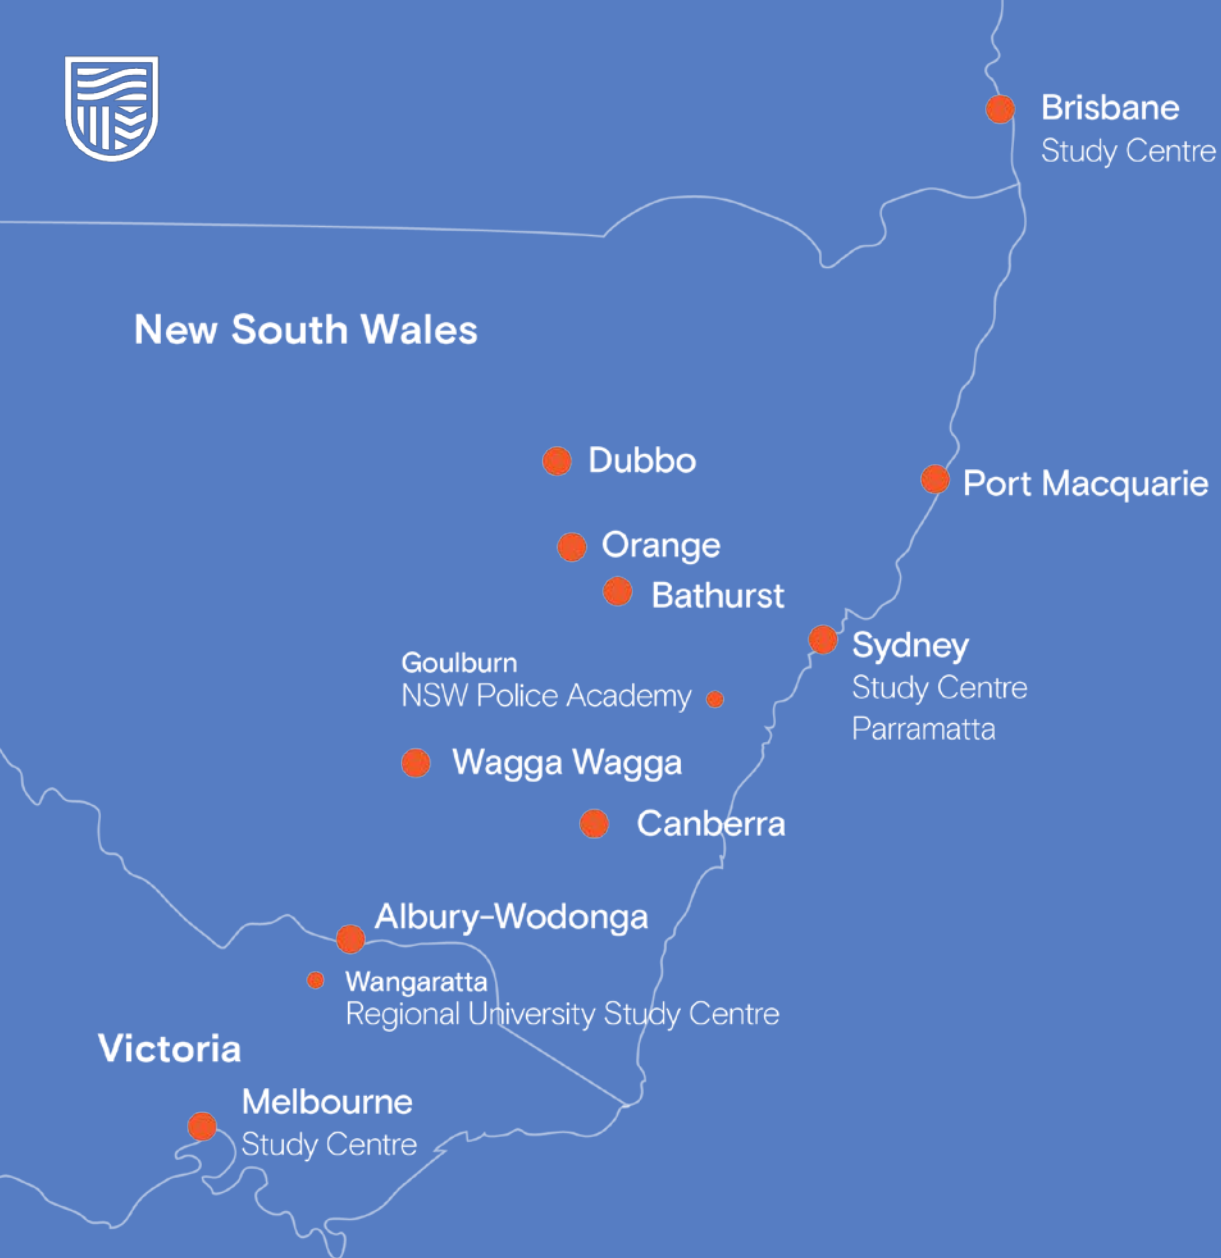 Brisbane
Study Centre
New South Wales
Dubbo
Port Macquarie
Orange
Bathurst
Sydney
Study Centre
Parramatta
Goulburn
NSW Police Academy
Wagga Wagga
Canberra
Albury-Wodonga
Wangaratta
Regional University Study Centre
Victoria
Melbourne
Study Centre